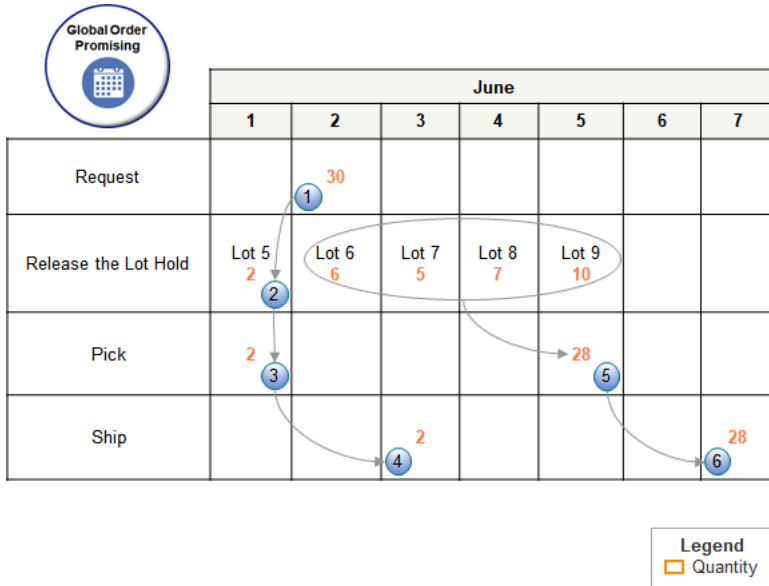 Global Order
Promising
June
1 2 3 4 5 6 7
Request
30
1
Release the Lot Hold
Lot 5 Lot 6 Lot 7 Lot 8 Lot 9
2 6 5 7 10
2
Pick
2 28
3 5
Ship
2 28
4 6
Legend
Quantity